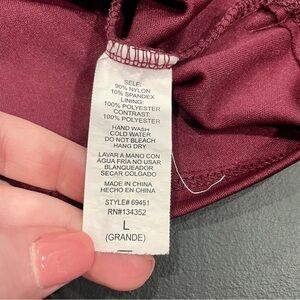 SELF:
90% NYLON
10% SPANDEX
LINING:
100% POLYESTER
CONTRAST:
100% POLYESTER
HAND WASH
COLD WATER
DO NOT BLEACH
HANG DRY
LAVAR A MANO CON
AGUA FRIA NO USAR
BLANQUEADOR
SECAR COLGADO
MADE IN CHINA
HECHO EN CHINA
STYLE# 69451
RN#134352
L
(GRANDE)